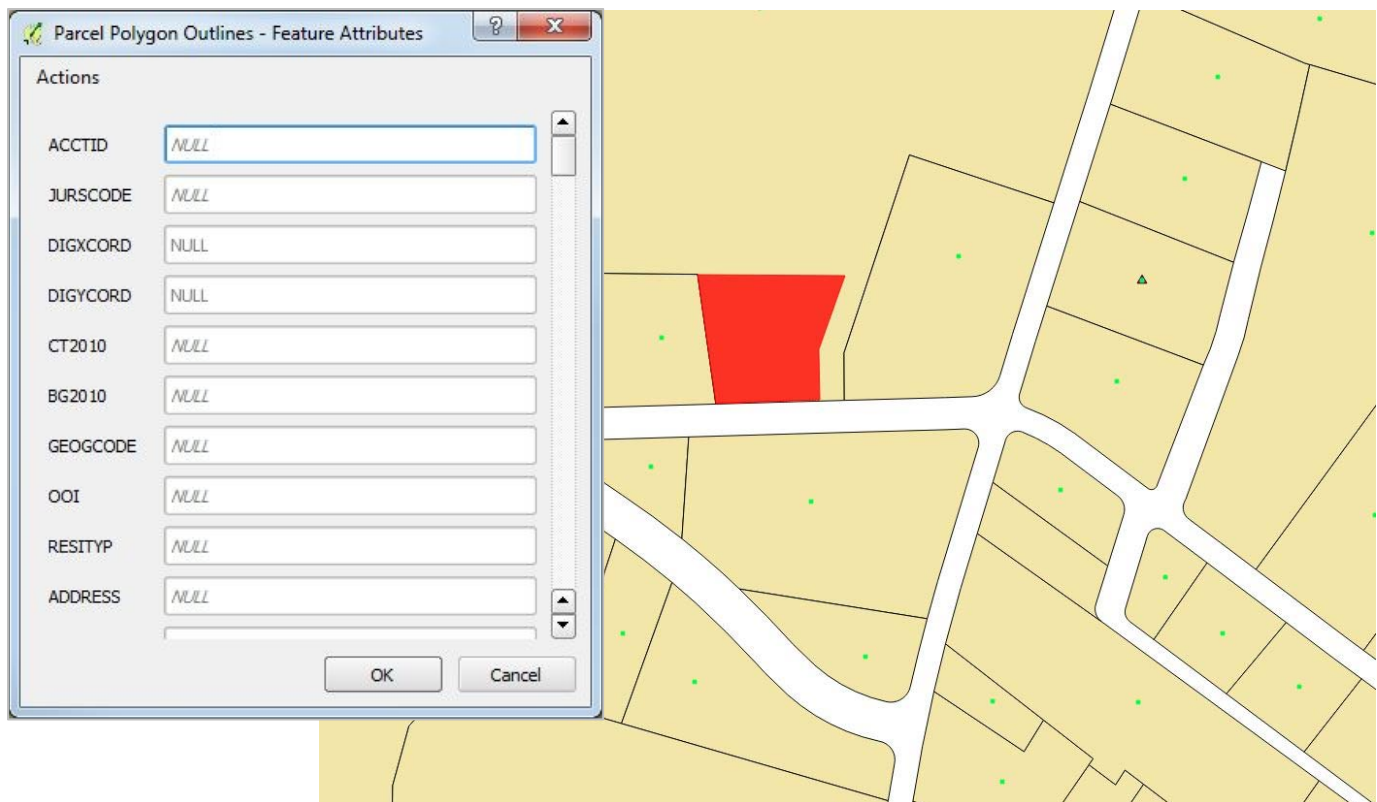 Parcel Polygon Outlines - Feature Attributes
Actions
ACCTID NULL
JURSCODE NULL
DIGXCORD NULL
DIGYCORD NULL
CT2010 NULL
BG2010 NULL
GEOGCODE NULL
OOI NULL
RESITYP NULL
ADDRESS NULL
OK Cancel